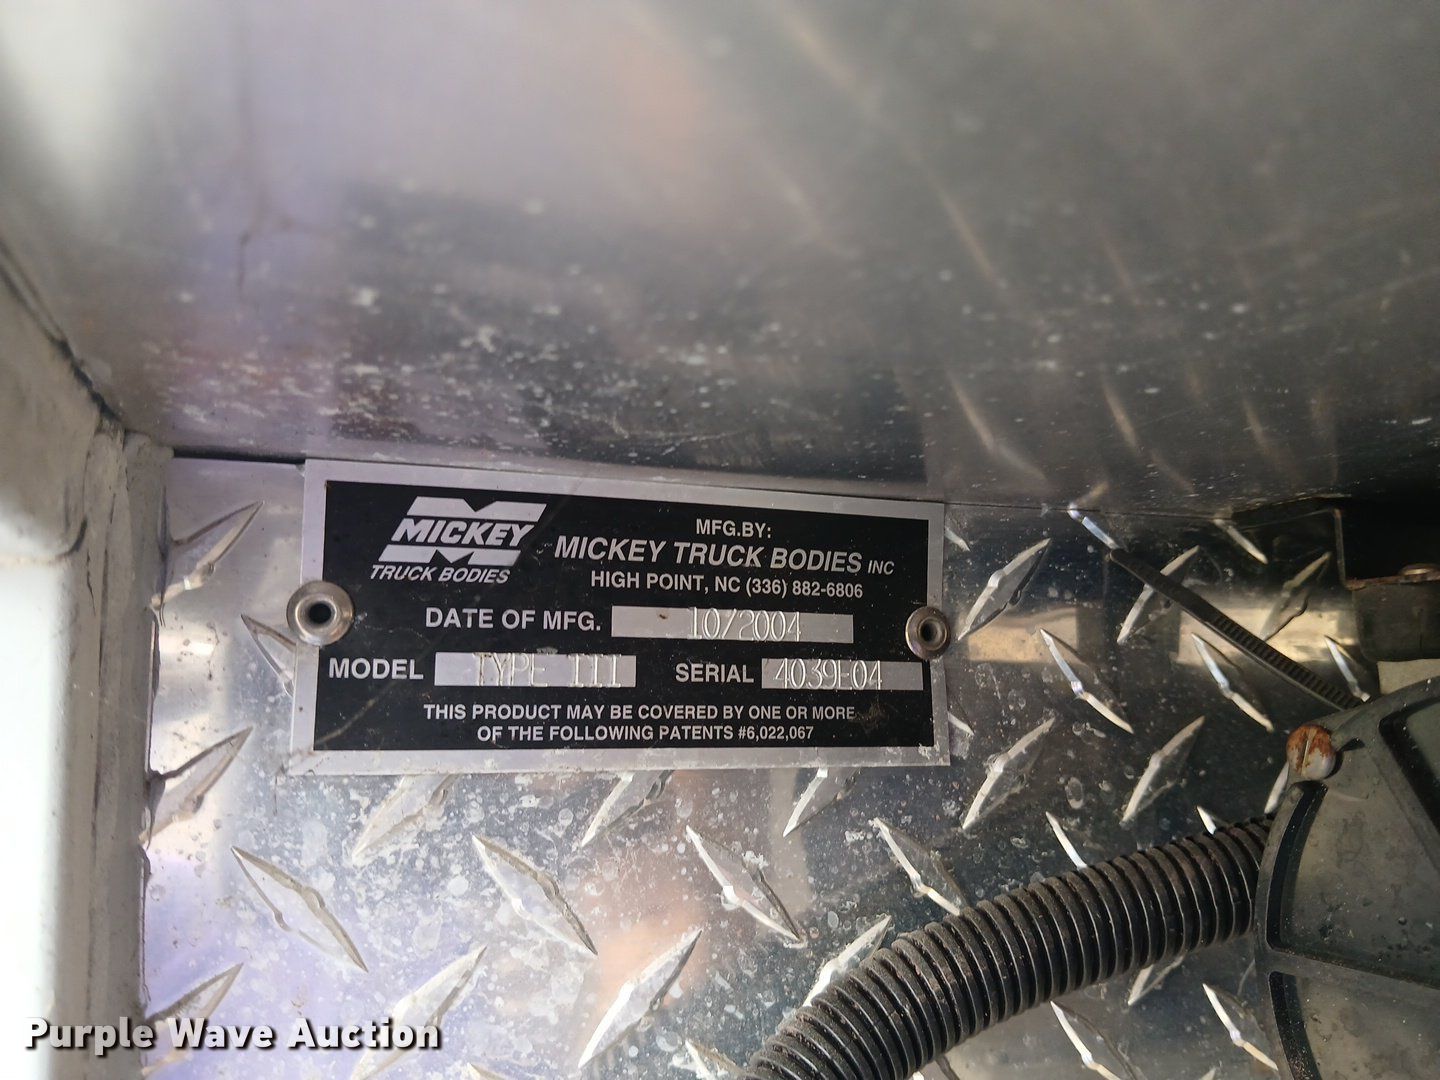 MICKEY
TRUCK BODIES
MFG.BY:
MICKEY TRUCK BODIES INC
HIGH POINT, NC (336) 882-6806
DATE OF MFG. 10/2004
MODEL TYPE III SERIAL 4039E04
THIS PRODUCT MAY BE COVERED BY ONE OR MORE
OF THE FOLLOWING PATENTS #6,022,067
Purple Wave Auction